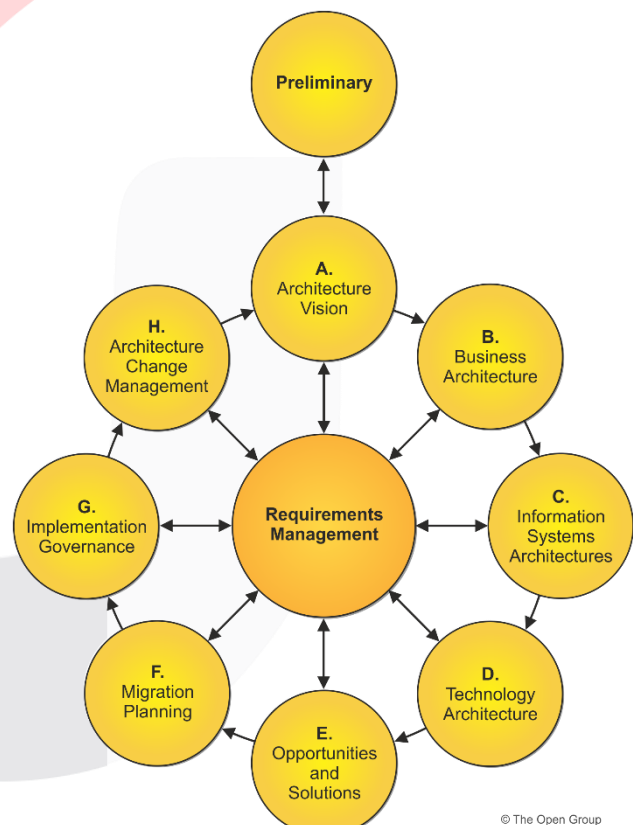 Preliminary
A.
Architecture
Vision
B.
Business
Architecture
C.
Information
Systems
Architectures
D.
Technology
Architecture
E.
Opportunities
and
Solutions
F.
Migration
Planning
G.
Implementation
Governance
H.
Architecture
Change
Management
Requirements
Management
© The Open Group